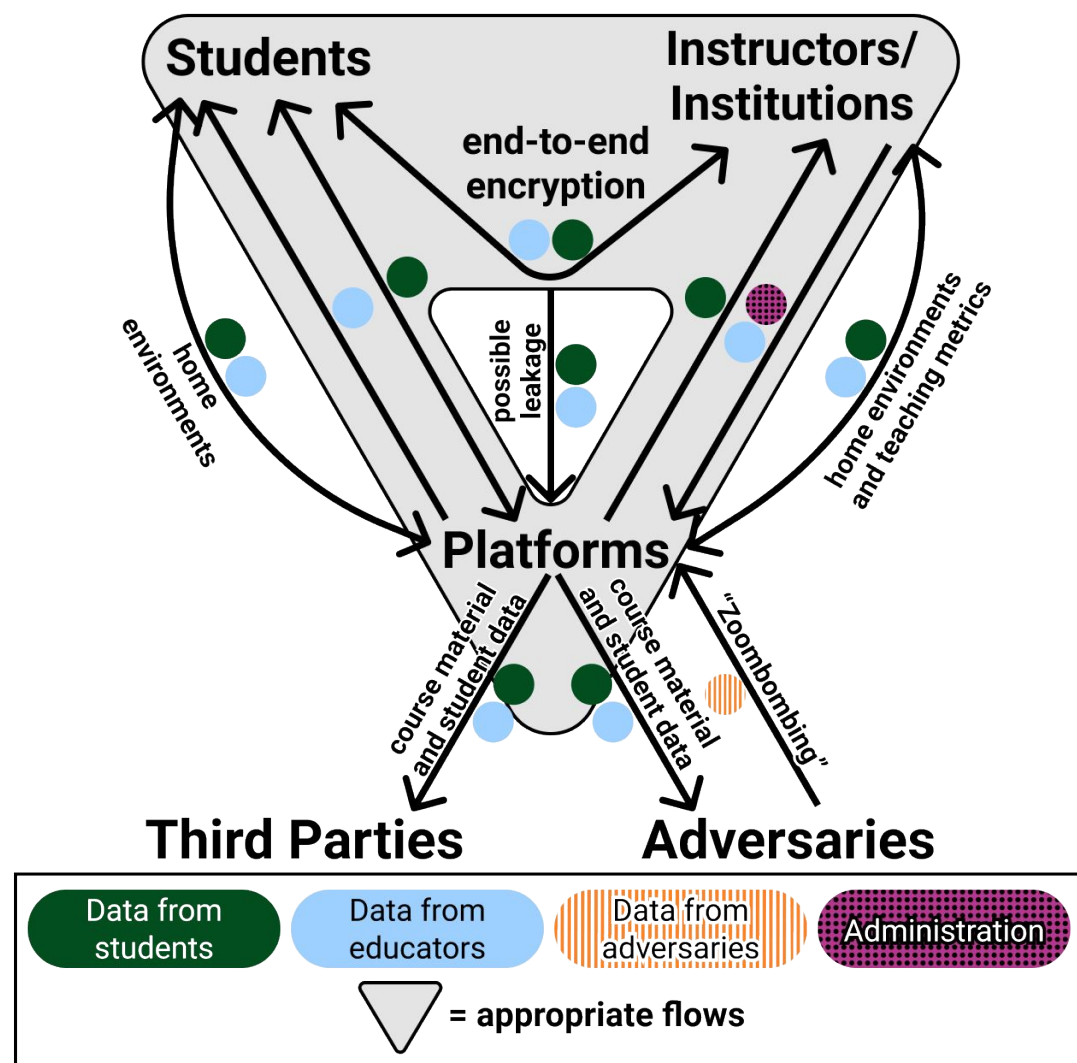 Students
Instructors/
Institutions
end-to-end
encryption
home
environments
possible
leakage
home environments
and teaching metrics
Platforms
course material
and student data
course material
and student data
“Zoombombing”
Third Parties
Adversaries
Data from
students
Data from
educators
Data from
adversaries
Administration
= appropriate flows